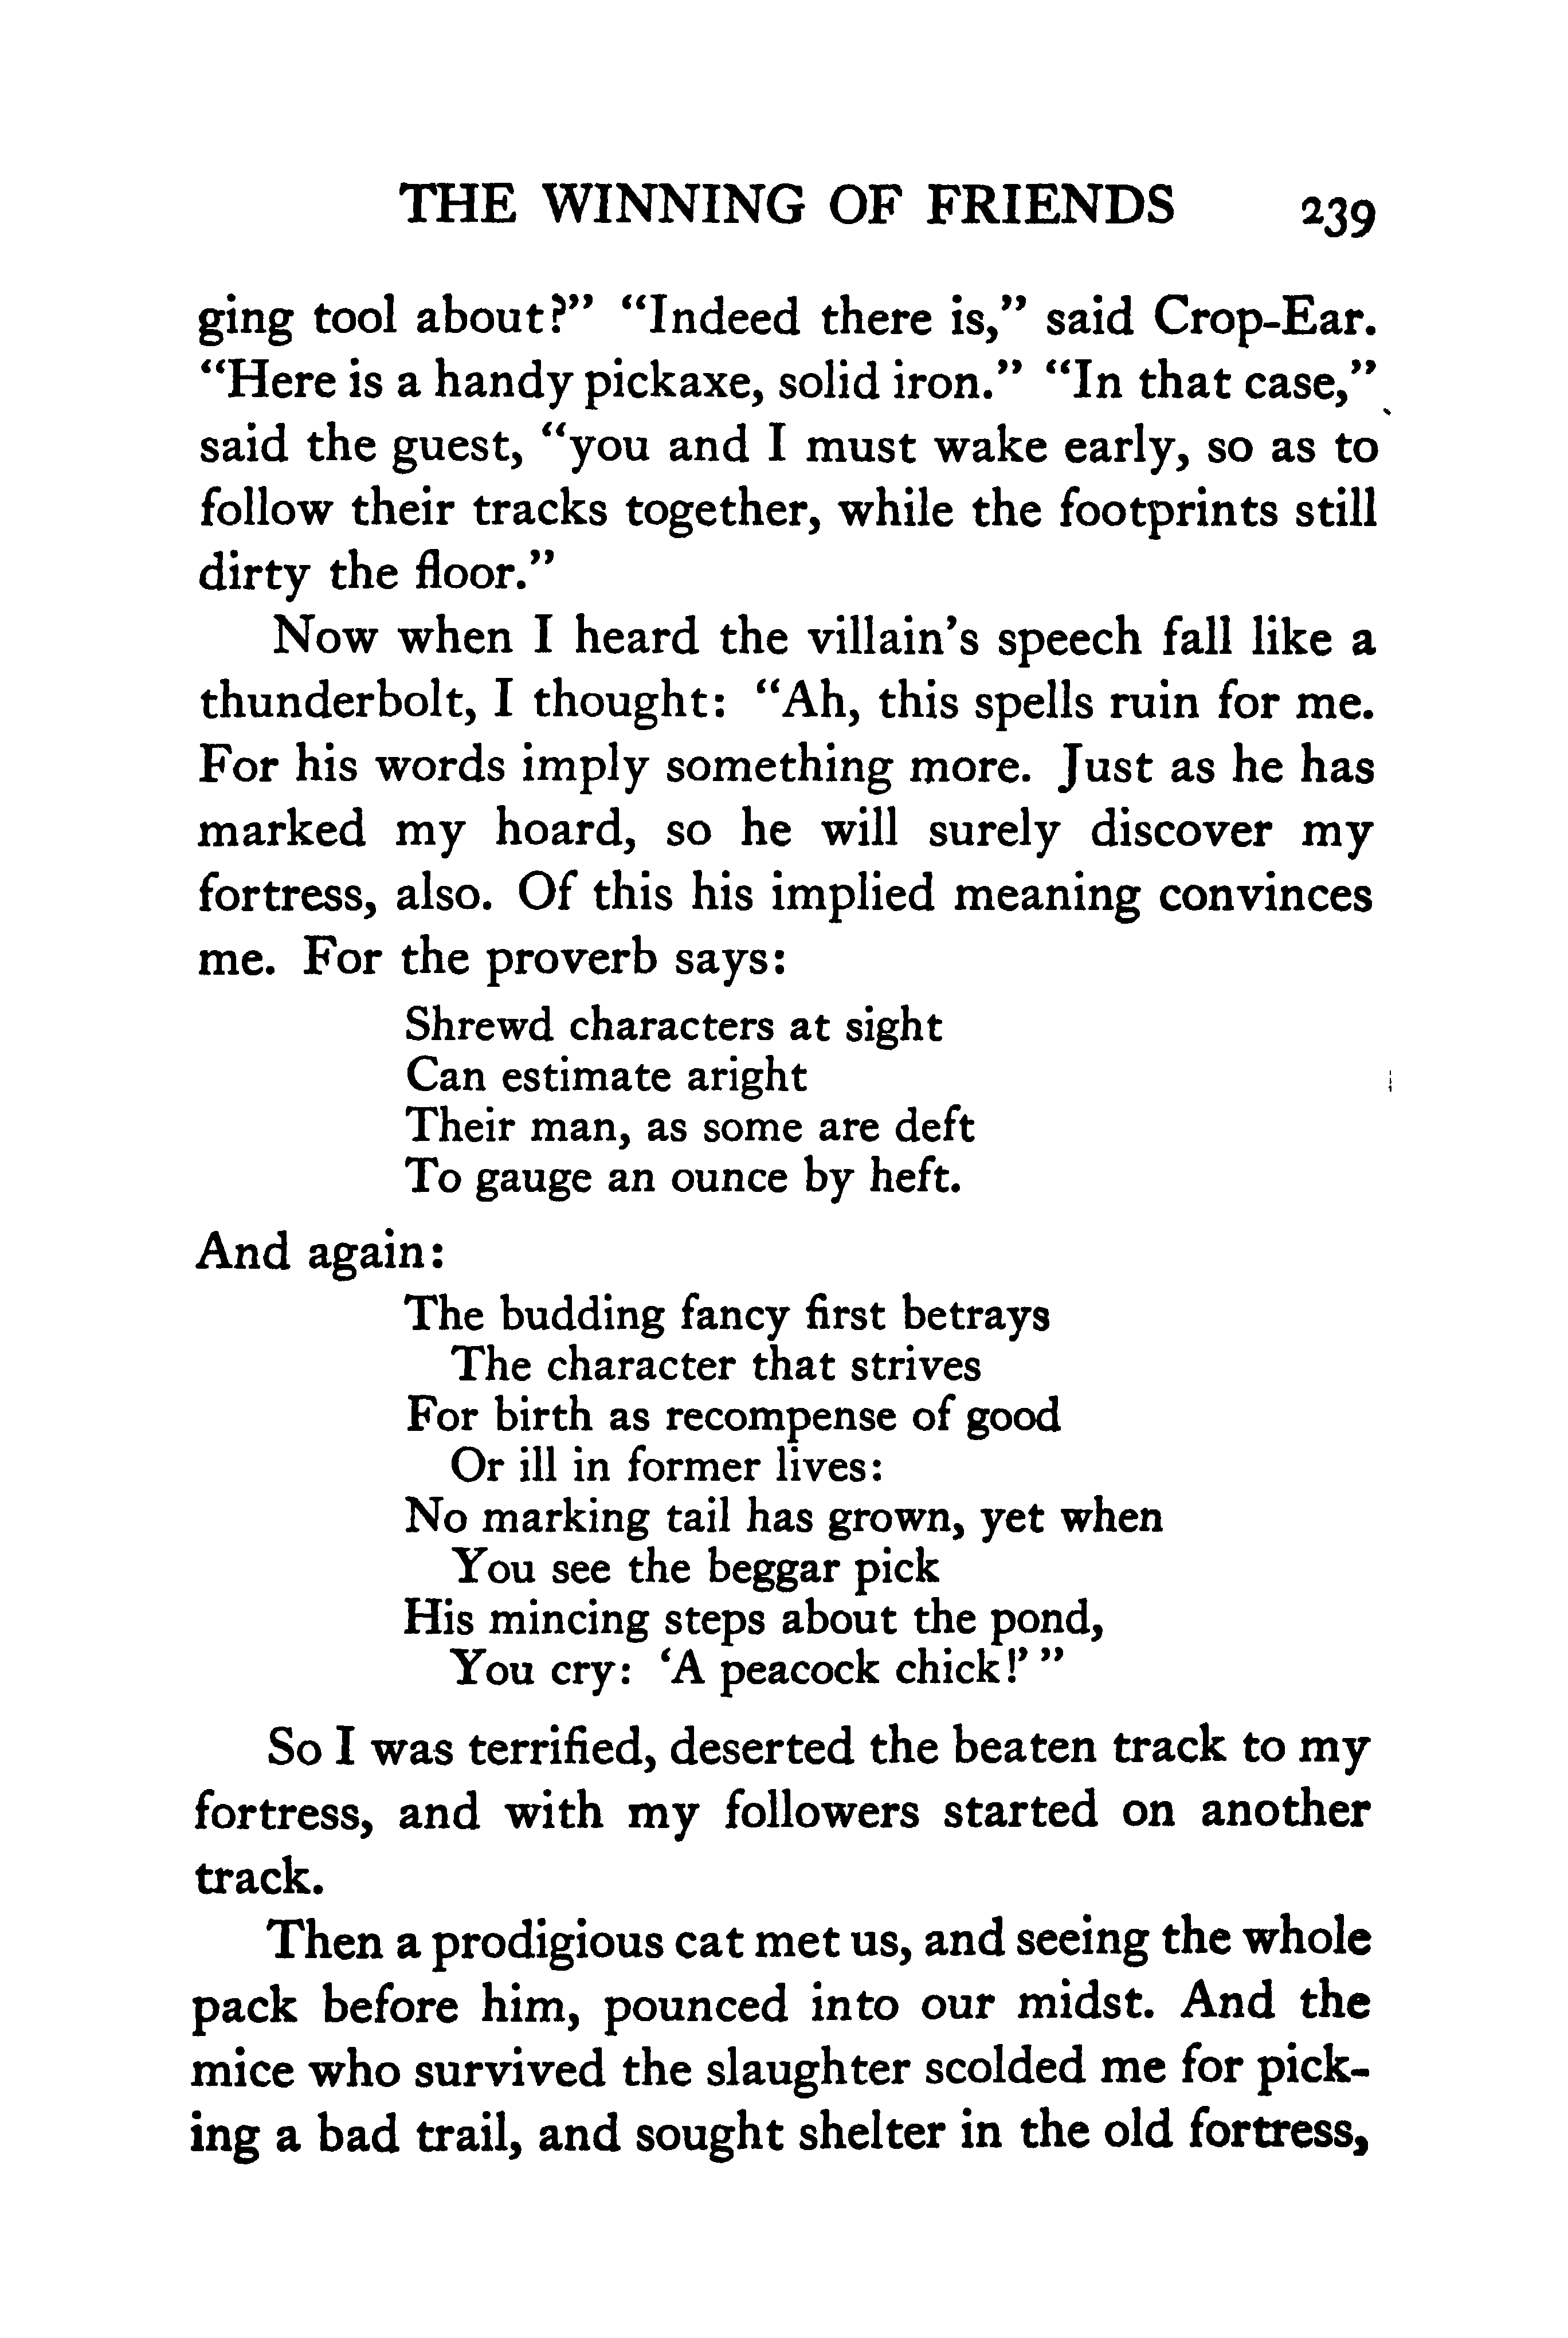 THE WINNING OF FRIENDS 239
ging tool about?” “Indeed there is,” said Crop-Ear.
“Here is a handy pickaxe, solid iron.” “In that case,”
said the guest, “you and I must wake early, so as to
follow their tracks together, while the footprints still
dirty the floor.”
Now when I heard the villain’s speech fall like a
thunderbolt, I thought: “Ah, this spells ruin for me.
For his words imply something more. Just as he has
marked my hoard, so he will surely discover my
fortress, also. Of this his implied meaning convinces
me. For the proverb says:
Shrewd characters at sight
Can estimate aright
Their man, as some are deft
To gauge an ounce by heft.
And again:
The budding fancy first betrays
The character that strives
For birth as recompense of good
Or ill in former lives:
No marking tail has grown, yet when
You see the beggar pick
His mincing steps about the pond,
You cry: ‘A peacock chick!’ ”
So I was terrified, deserted the beaten track to my
fortress, and with my followers started on another
track.
Then a prodigious cat met us, and seeing the whole
pack before him, pounced into our midst. And the
mice who survived the slaughter scolded me for pick-
ing a bad trail, and sought shelter in the old fortress,